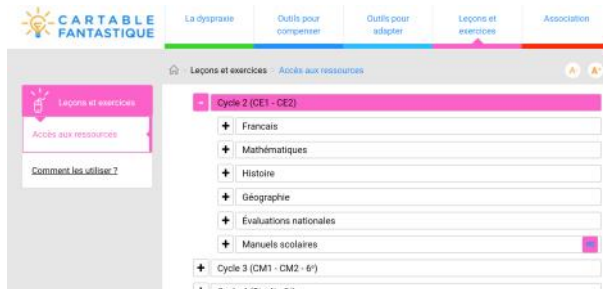 CARTABLE
FANTASTIQUE
La dyspraxie
Outils pour
compenser
Outils pour
adapter
Leçons et
exercices
Association
Leçons et exercices > Accès aux ressources
A-
A+
Leçons et exercices
Accès aux ressources
Comment les utiliser ?
- Cycle 2 (CE1 - CE2)
+ Francais
+ Mathématiques
+ Histoire
+ Géographie
+ Évaluations nationales
+ Manuels scolaires
+ Cycle 3 (CM1 - CM2 - 6e)